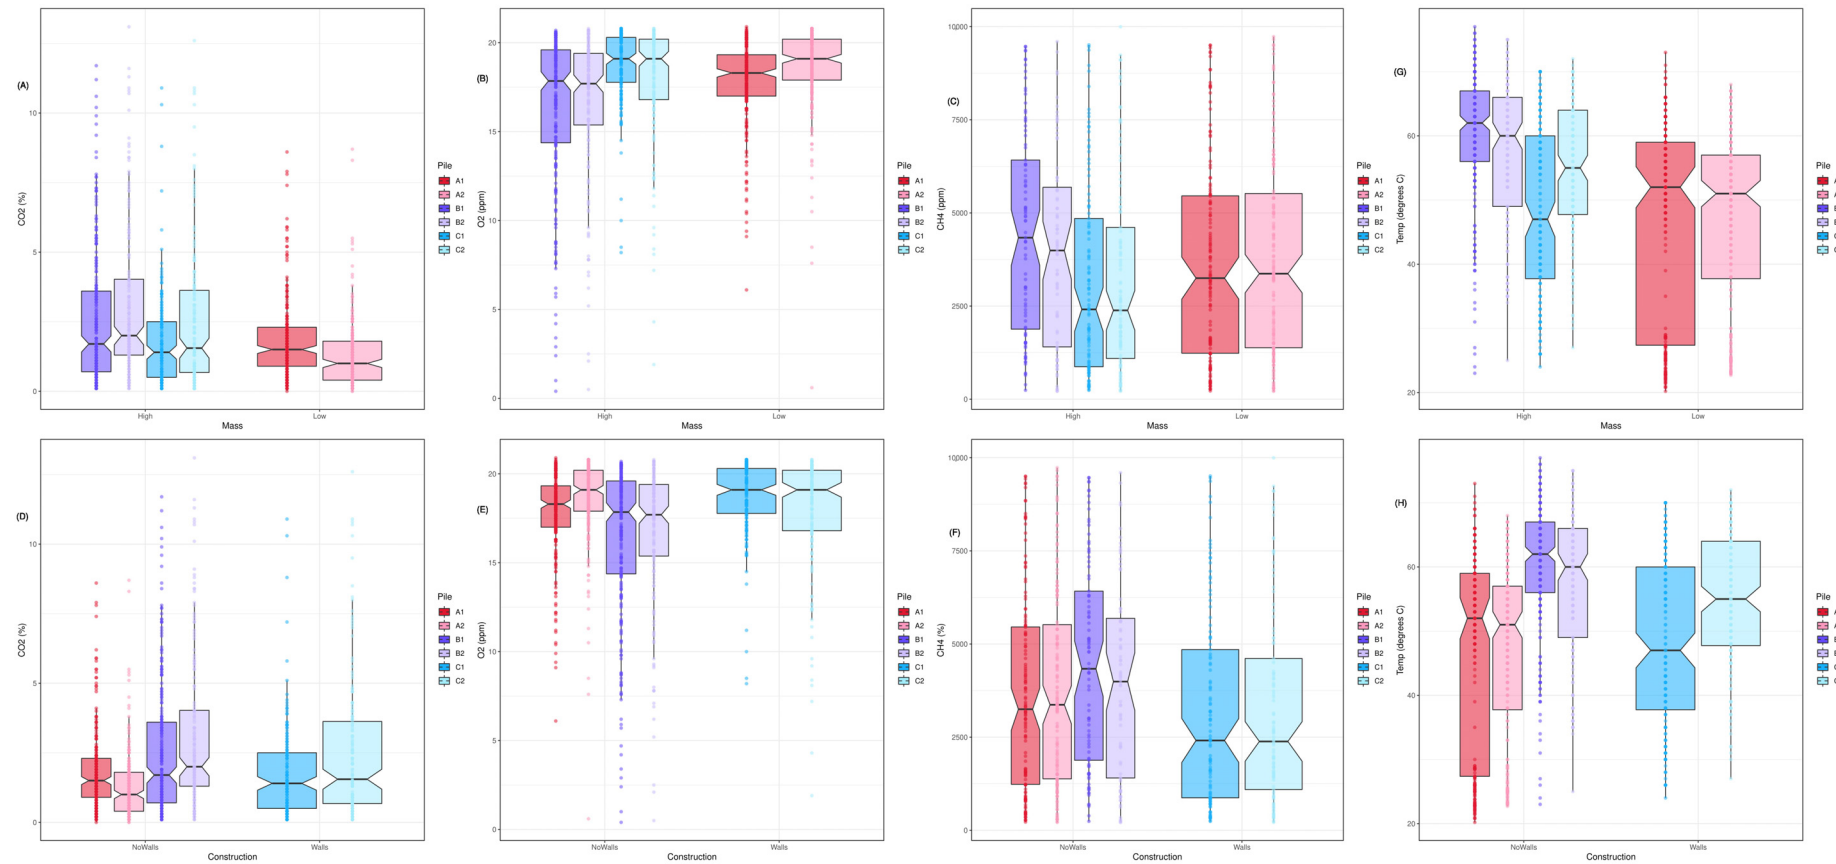 (A)
CO2 (%)
10
5
0
High
Low
Mass
Pile
A1
A2
B1
B2
C1
C2
(B)
O2 (ppm)
20
15
10
5
0
High
Low
Mass
Pile
A1
A2
B1
B2
C1
C2
(C)
CH4 (ppm)
10000
7500
5000
2500
0
High
Low
Mass
Pile
A1
A2
B1
B2
C1
C2
(G)
Temp (degrees C)
60
40
20
High
Low
Mass
Pile
(D)
CO2 (%)
10
5
0
NoWalls
Walls
Construction
Pile
A1
A2
B1
B2
C1
C2
(E)
O2 (ppm)
20
15
10
5
0
NoWalls
Walls
Construction
Pile
A1
A2
B1
B2
C1
C2
(F)
CH4 (%)
10000
7500
5000
2500
0
NoWalls
Walls
Construction
Pile
A1
A2
B1
B2
C1
C2
(H)
Temp (degrees C)
60
40
20
NoWalls
Walls
Construction
Pile